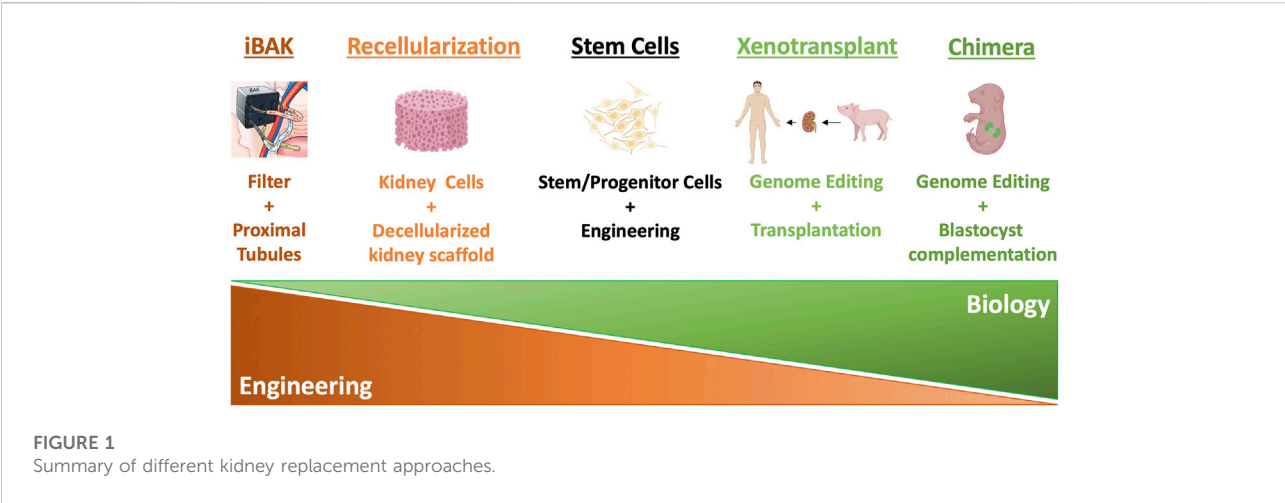 iBAK
Recellularization
Stem Cells
Xenotransplant
Chimera
BAK
Filter
+
Proximal
Tubules
Kidney Cells
+
Decellularized
kidney scaffold
Stem/Progenitor Cells
+
Engineering
Genome Editing
+
Transplantation
Genome Editing
+
Blastocyst
complementation
Biology
Engineering
FIGURE 1
Summary of different kidney replacement approaches.